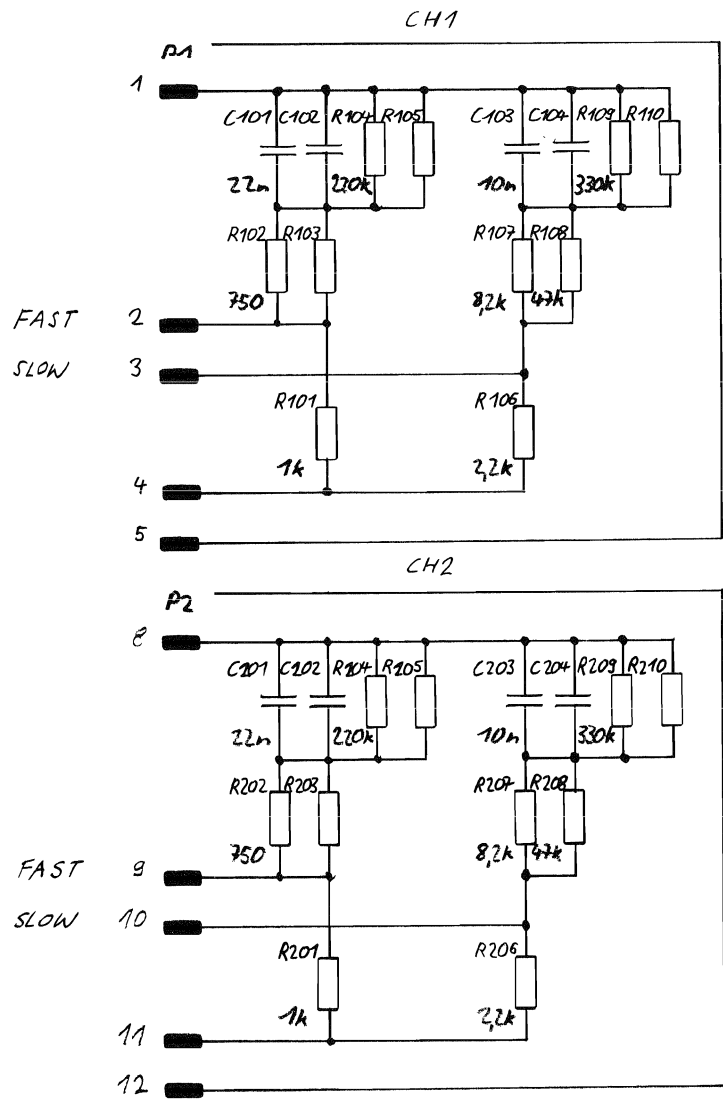 CH1
P1
1
C101 C102 R104 R105 C103 C104 R109 R110
22n 220k 10n 330k
R102 R103 R107 R108
750 8,2k 47k
FAST 2
SLOW 3
R101 R106
1k 2,2k
4
5
CH2
P2
8
C201 C202 R204 R205 C203 C204 R209 R210
22n 220k 10n 330k
R202 R203 R207 R208
750 8,2k 47k
FAST 9
SLOW 10
R201 R206
1k 2,2k
11
12